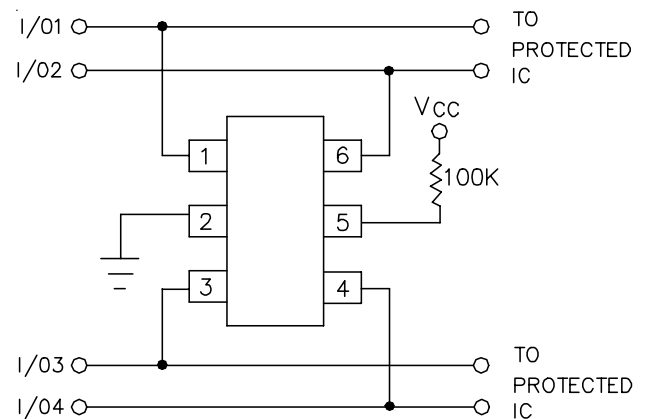 I/01
TO
PROTECTED
IC
I/02
VCC
100K
1
6
2
5
3
4
I/03
TO
PROTECTED
IC
I/04